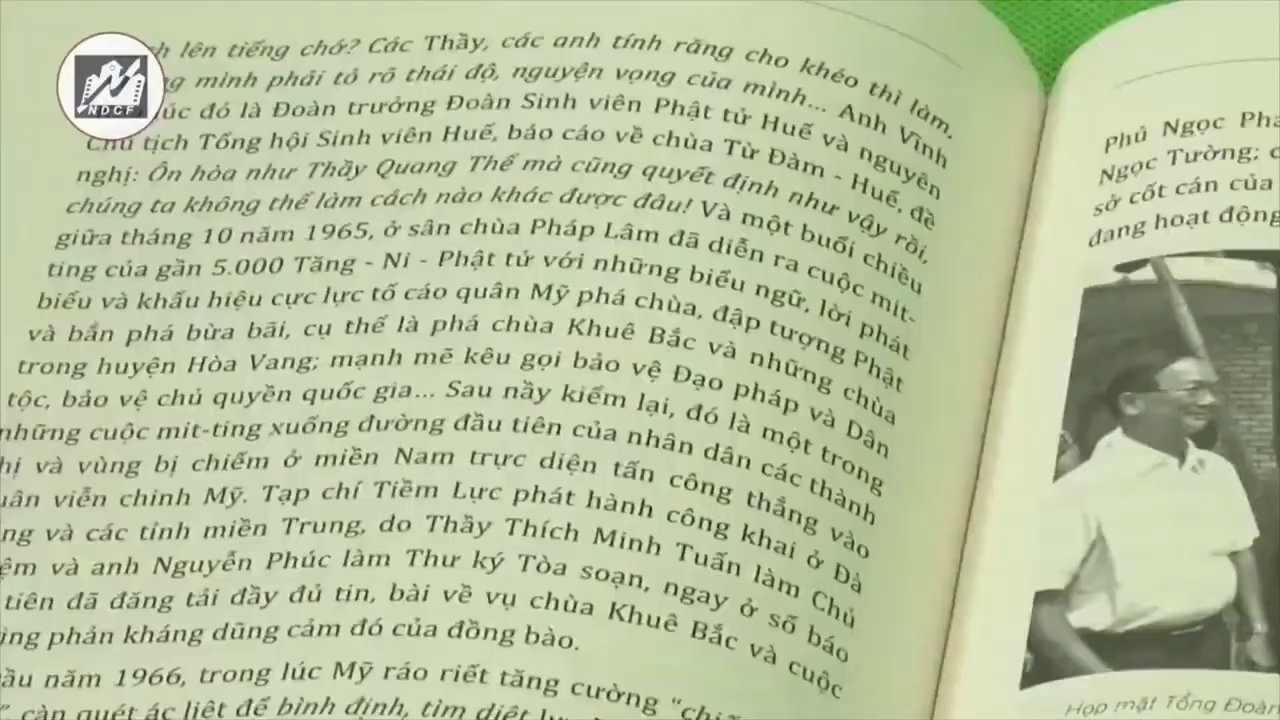 NDCF
ch lên tiếng chớ? Các Thầy, các anh tính răng cho khéo thì làm,
mình phải tỏ rõ thái độ, nguyện vọng của mình... Anh Vĩnh
lúc đó là Đoàn trưởng Đoàn Sinh viên Phật tử Huế và nguyên
Chủ tịch Tổng hội Sinh viên Huế, báo cáo về chùa Từ Đàm - Huế, đề
nghị: Ôn hòa như Thầy Quang Thể mà cũng quyết định như vậy rồi,
chúng ta không thể làm cách nào khác được đâu! Và một buổi chiều
giữa tháng 10 năm 1965, ở sân chùa Pháp Lâm đã diễn ra cuộc mit-
ting của gần 5.000 Tăng - Ni - Phật tử với những biểu ngữ, lời phát
biểu và khẩu hiệu cực lực tố cáo quân Mỹ phá chùa, đập tượng Phật
và bắn phá bừa bãi, cụ thể là phá chùa Khuê Bắc và những chùa
trong huyện Hòa Vang; mạnh mẽ kêu gọi bảo vệ Đạo pháp và Dân
tộc, bảo vệ chủ quyền quốc gia... Sau nầy kiểm lại, đó là một trong
những cuộc mit-ting xuống đường đầu tiên của nhân dân các thành
hị và vùng bị chiếm ở miền Nam trực diện tấn công thẳng vào
uân viễn chinh Mỹ. Tạp chí Tiềm Lực phát hành công khai ở Đà
ng và các tỉnh miền Trung, do Thầy Thích Minh Tuấn làm Chủ
ệm và anh Nguyễn Phúc làm Thư ký Tòa soạn, ngay ở số báo
tiên đã đăng tải đầy đủ tin, bài về vụ chùa Khuê Bắc và cuộc
ùng phản kháng dũng cảm đó của đồng bào.
ầu năm 1966, trong lúc Mỹ ráo riết tăng cường "chi
" càn quét ác liệt để bình định, tìm diệt
Phú Ngọc Pha
Ngọc Tường; c
sở cốt cán của
đang hoạt động
Họp mặt Tổng Đoàn